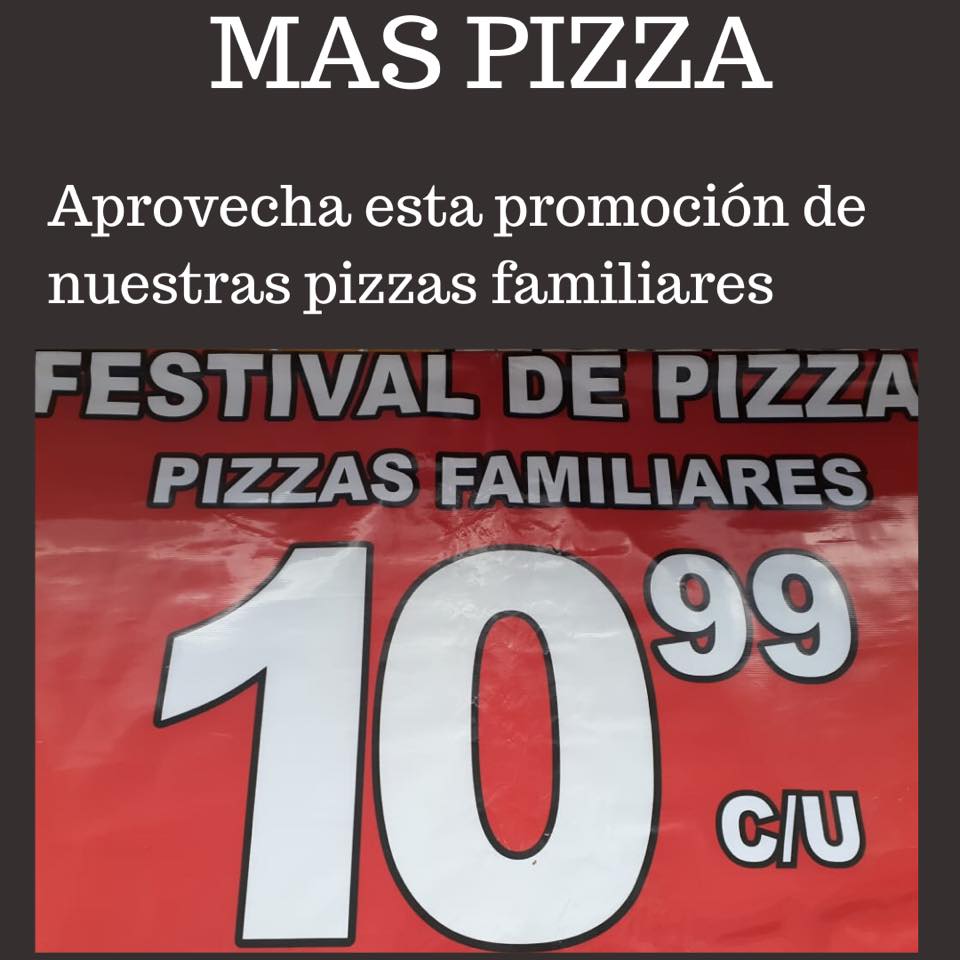 MAS PIZZA
Aprovecha esta promoción de
nuestras pizzas familiares
FESTIVAL DE PIZZA
PIZZAS FAMILIARES
10 99
C/U